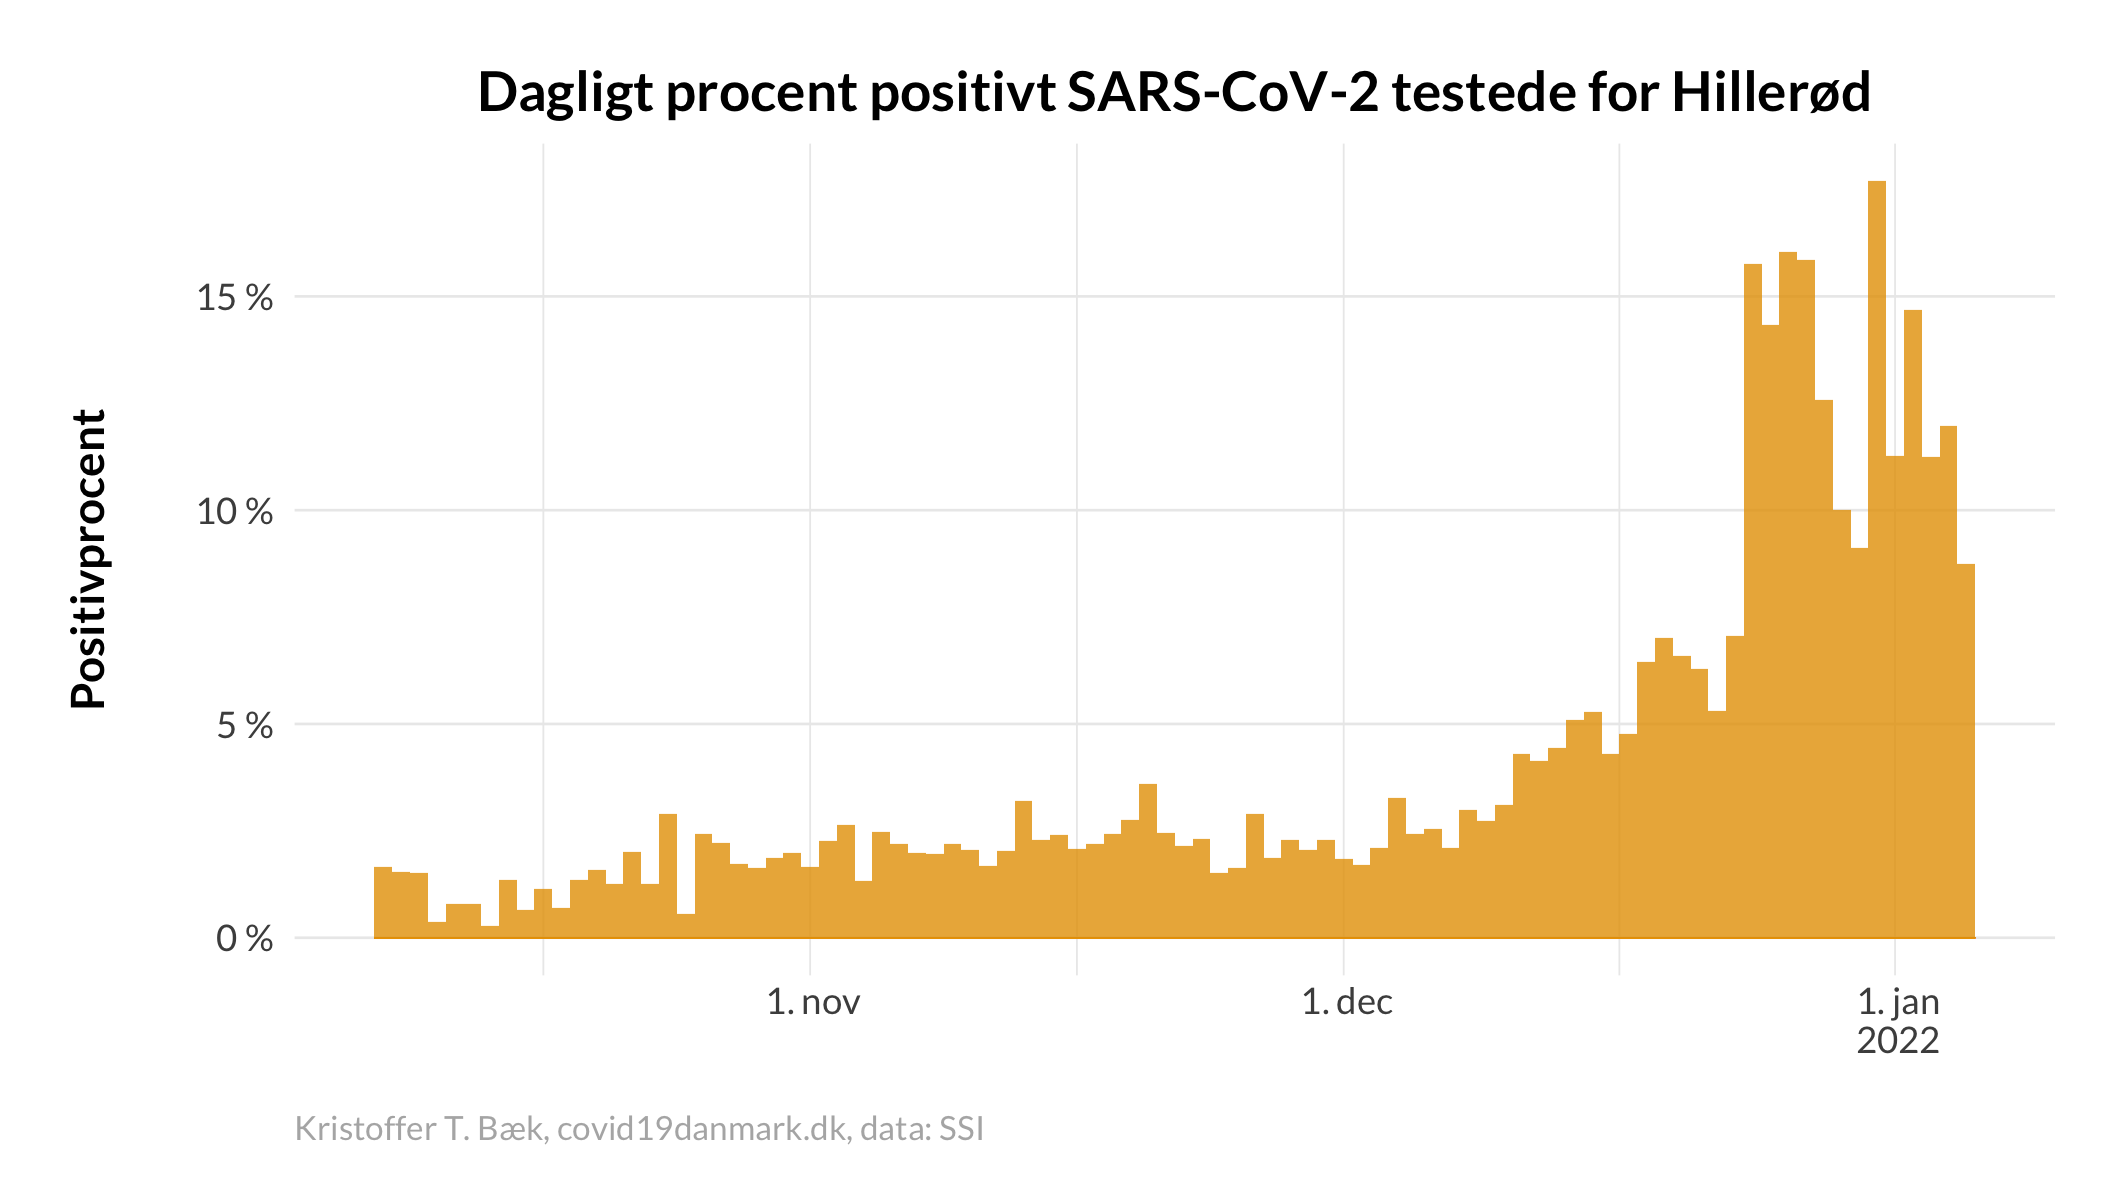 Dagligt procent positivt SARS-CoV-2 testede for Hillerød
Positivprocent
15 %
10 %
5 %
0 %
1. nov
1. dec
1. jan
2022
Kristoffer T. Bæk, covid19danmark.dk, data: SSI